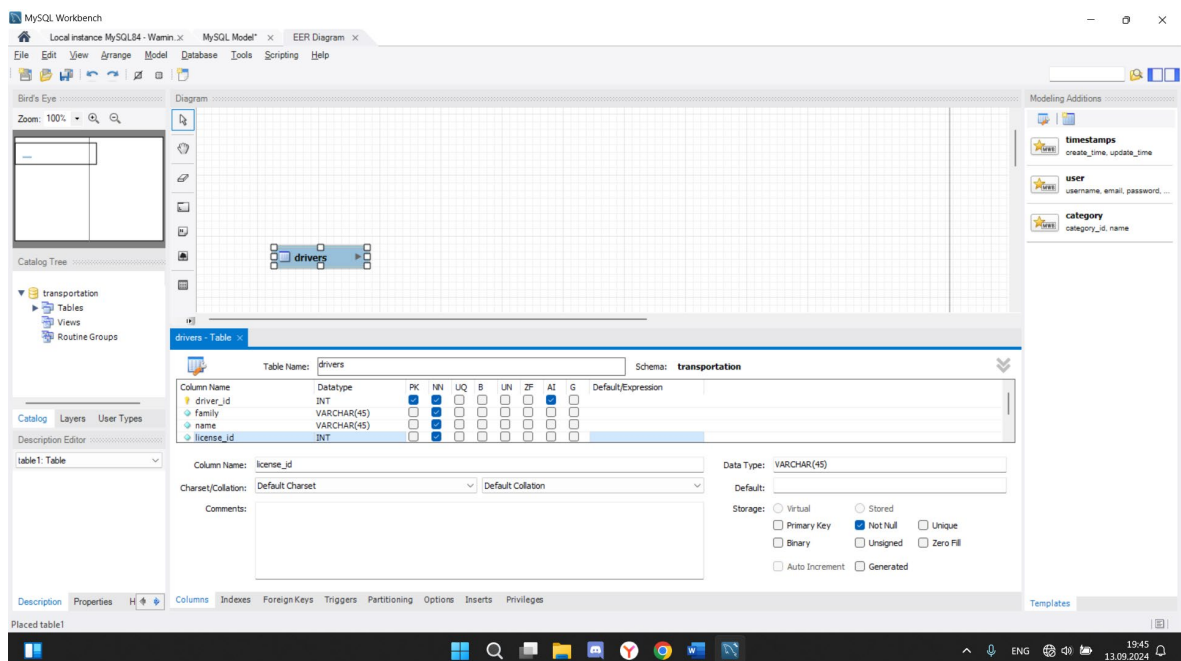 MySQL Workbench
Local instance MySQL84 - Warnin... × MySQL Model* × EER Diagram ×
File Edit View Arrange Model Database Tools Scripting Help
Bird's Eye
Diagram
Modeling Additions
Zoom: 100%
timestamps
create_time, update_time
user
username, email, password, ...
category
category_id, name
drivers
Catalog Tree
transportation
Tables
Views
Routine Groups
drivers - Table ×
Table Name: drivers Schema: transportation
Column Name Datatype PK NN UQ B UN ZF AI G Default/Expression
driver_id INT
family VARCHAR(45)
name VARCHAR(45)
license_id INT
Catalog Layers User Types
Description Editor
table1: Table
Column Name: license_id Data Type: VARCHAR(45)
Charset/Collation: Default Charset Default Collation Default:
Comments: Storage: Virtual Stored
Primary Key Not Null Unique
Binary Unsigned Zero Fill
Auto Increment Generated
Description Properties H
Columns Indexes Foreign Keys Triggers Partitioning Options Inserts Privileges
Templates
Placed table1
ENG 19:45
13.09.2024